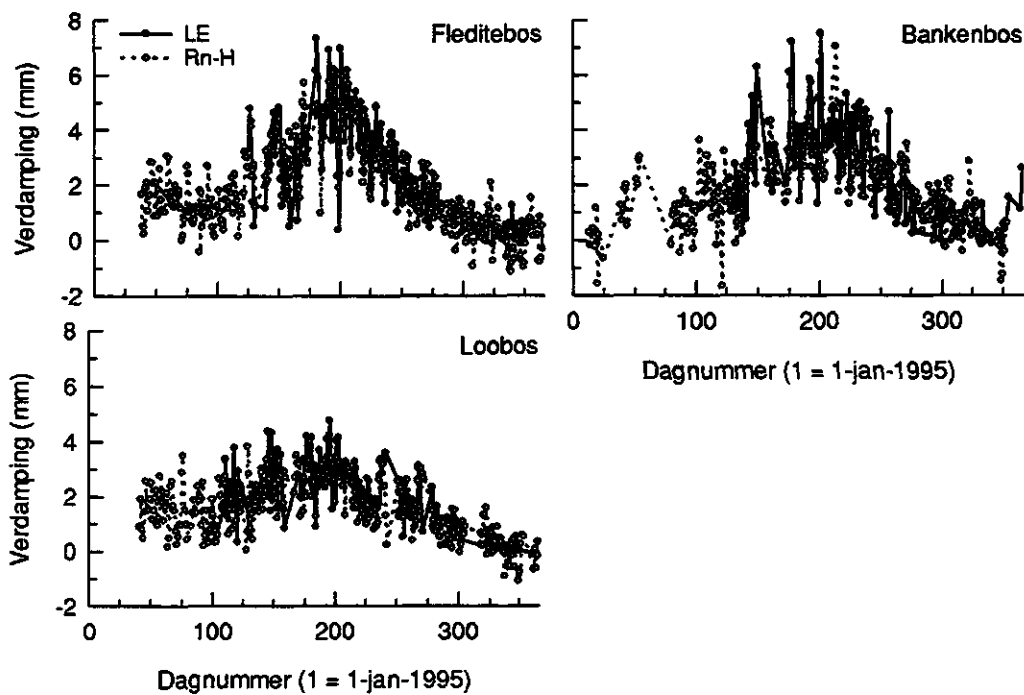 8
6
4
2
0
-2
Verdamping (mm)
LE
Rn-H
Fleditebos
Bankenbos
0 100 200 300
Dagnummer (1 = 1-jan-1995)
8
6
4
2
0
-2
Verdamping (mm)
Loobos
0 100 200 300
Dagnummer (1 = 1-jan-1995)